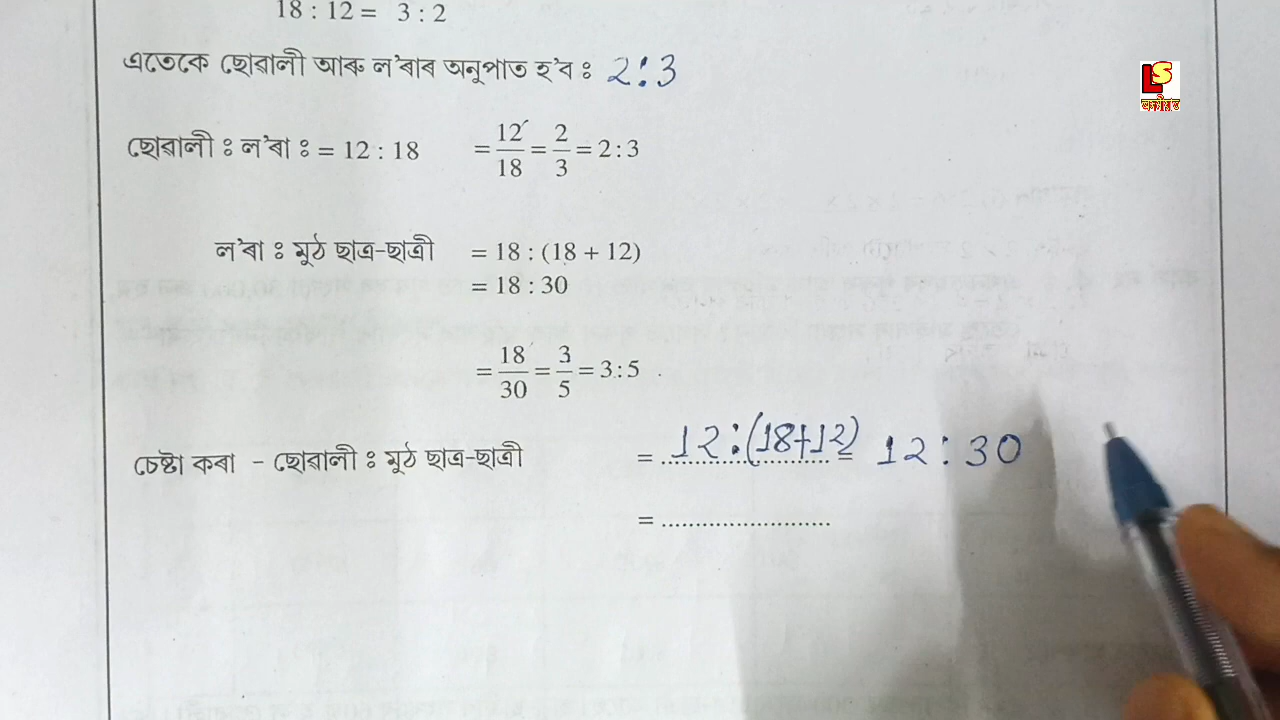 18 : 12 = 3 : 2
এতেকে ছোৱালী আৰু ল'ৰাৰ অনুপাত হ'ব ঃ 2:3
LS
ছোৱালী ঃ ল'ৰা ঃ = 12 : 18 = 12/18 = 2/3 = 2 : 3
ল'ৰা ঃ মুঠ ছাত্ৰ-ছাত্ৰী = 18 : (18 + 12)
= 18 : 30
= 18/30 = 3/5 = 3 : 5
চেষ্টা কৰা - ছোৱালী ঃ মুঠ ছাত্ৰ-ছাত্ৰী = 12:(18+12) = 12:30
= .........................